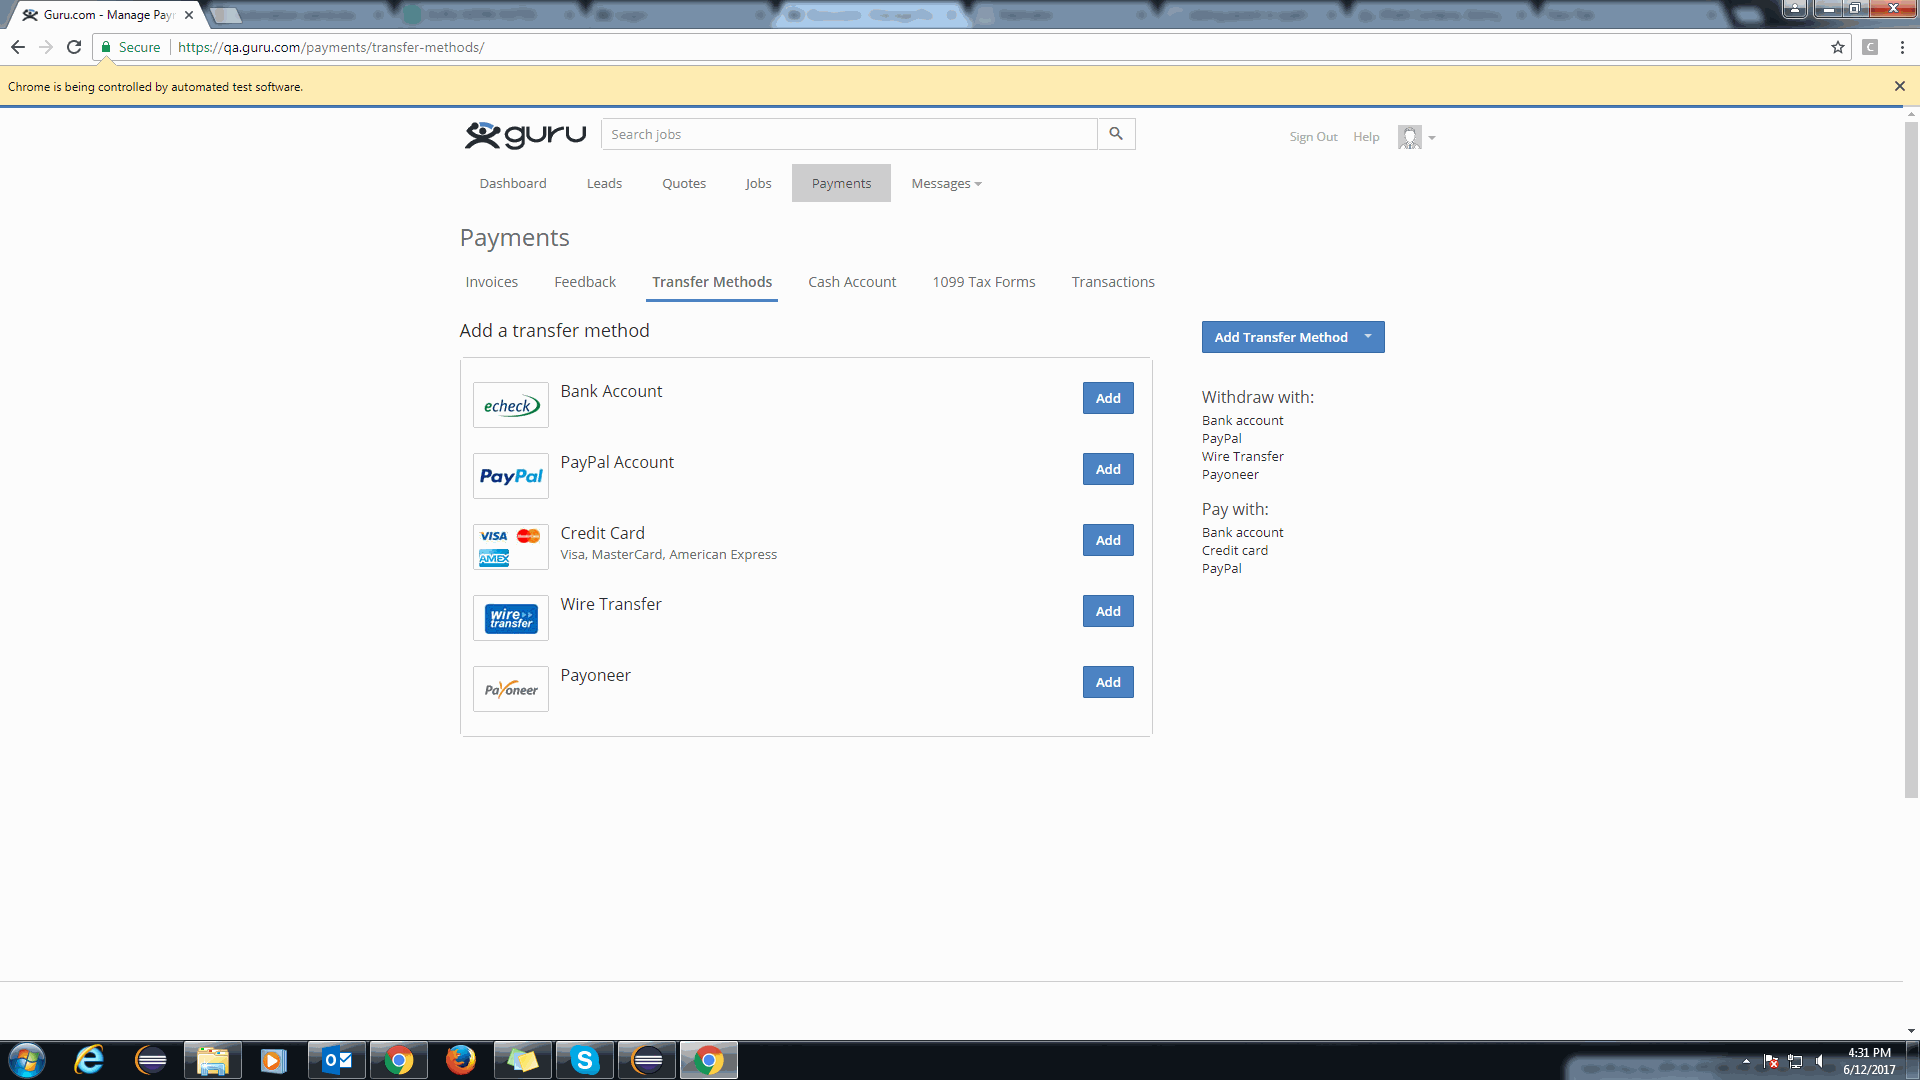 Guru.com - Manage Payr
Secure
https://qa.guru.com/payments/transfer-methods/
C
Chrome is being controlled by automated test software.
guru
Search jobs
Sign Out
Help
Dashboard
Leads
Quotes
Jobs
Payments
Messages
Payments
Invoices
Feedback
Transfer Methods
Cash Account
1099 Tax Forms
Transactions
Add a transfer method
Add Transfer Method
echeck
Bank Account
Add
PayPal
PayPal Account
Add
VISA
MasterCard
AMEX
Credit Card
Visa, MasterCard, American Express
Add
wire
transfer
Wire Transfer
Add
Payoneer
Payoneer
Add
Withdraw with:
Bank account
PayPal
Wire Transfer
Payoneer
Pay with:
Bank account
Credit card
PayPal
4:31 PM
6/12/2017